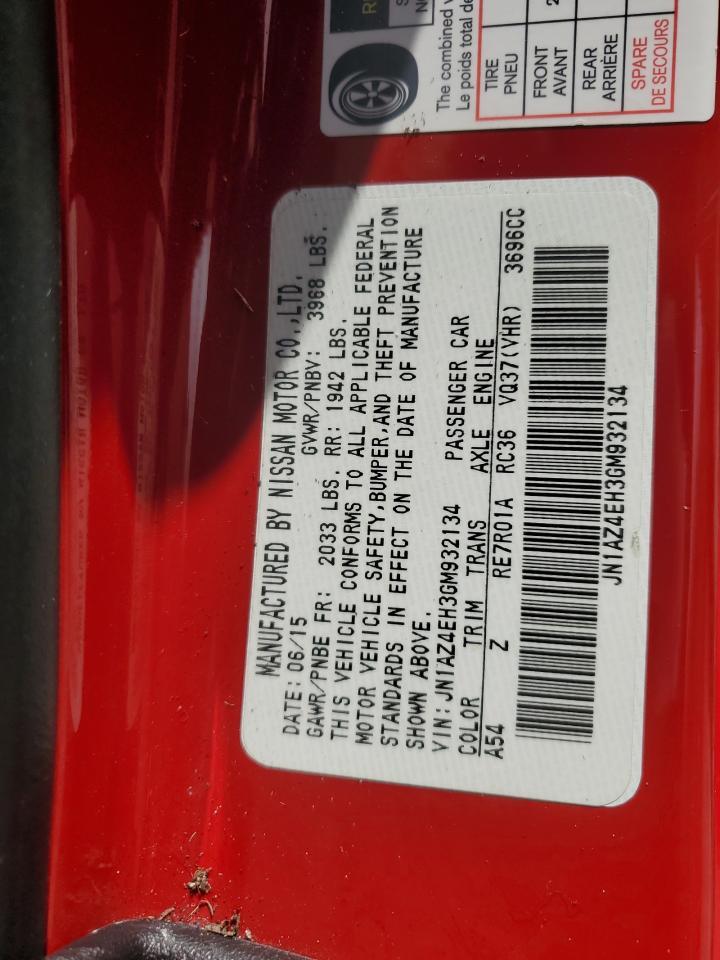 MANUFACTURED BY NISSAN MOTOR CO.,LTD.
DATE: 06/15 GVWR/PNBV: 3968 LBS.
GAWR/PNBE FR: 2033 LBS. RR: 1942 LBS.
THIS VEHICLE CONFORMS TO ALL APPLICABLE FEDERAL
MOTOR VEHICLE SAFETY,BUMPER,AND THEFT PREVENTION
STANDARDS IN EFFECT ON THE DATE OF MANUFACTURE
SHOWN ABOVE.
VIN: JN1AZ4EH3GM932134 PASSENGER CAR
COLOR TRIM TRANS AXLE ENGINE
A54 Z RE7R01A RC36 VQ37(VHR) 3696CC
JN1AZ4EH3GM932134
The combined
Le poids total de
TIRE
PNEU
FRONT
AVANT
REAR
ARRIÈRE
SPARE
DE SECOURS